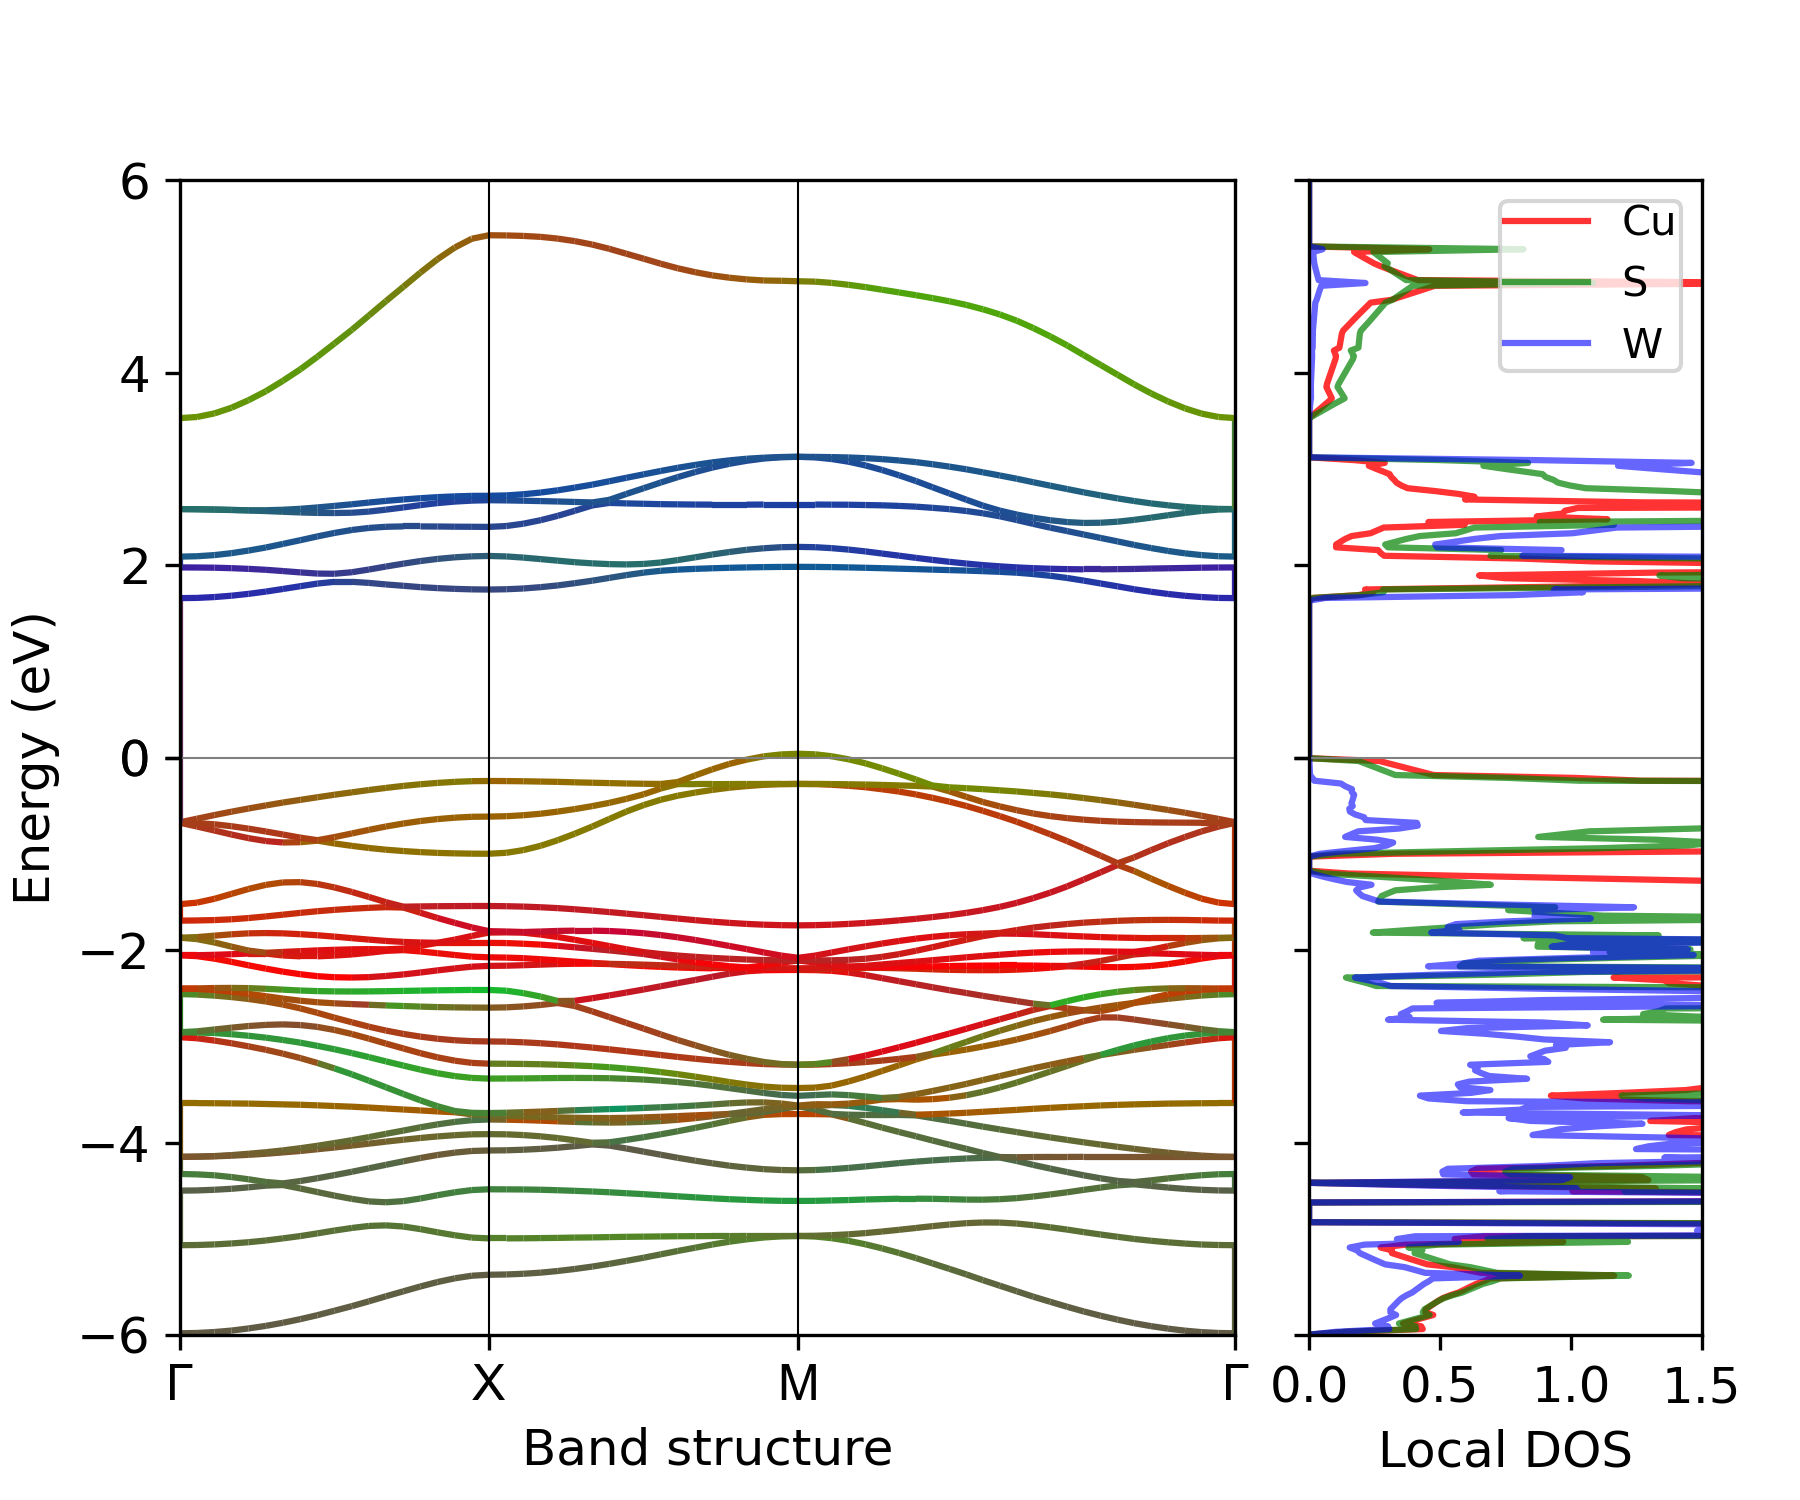 6
4
2
0
−2
−4
−6
Energy (eV)
Γ X M Γ
Band structure
Cu
S
W
0.0 0.5 1.0 1.5
Local DOS